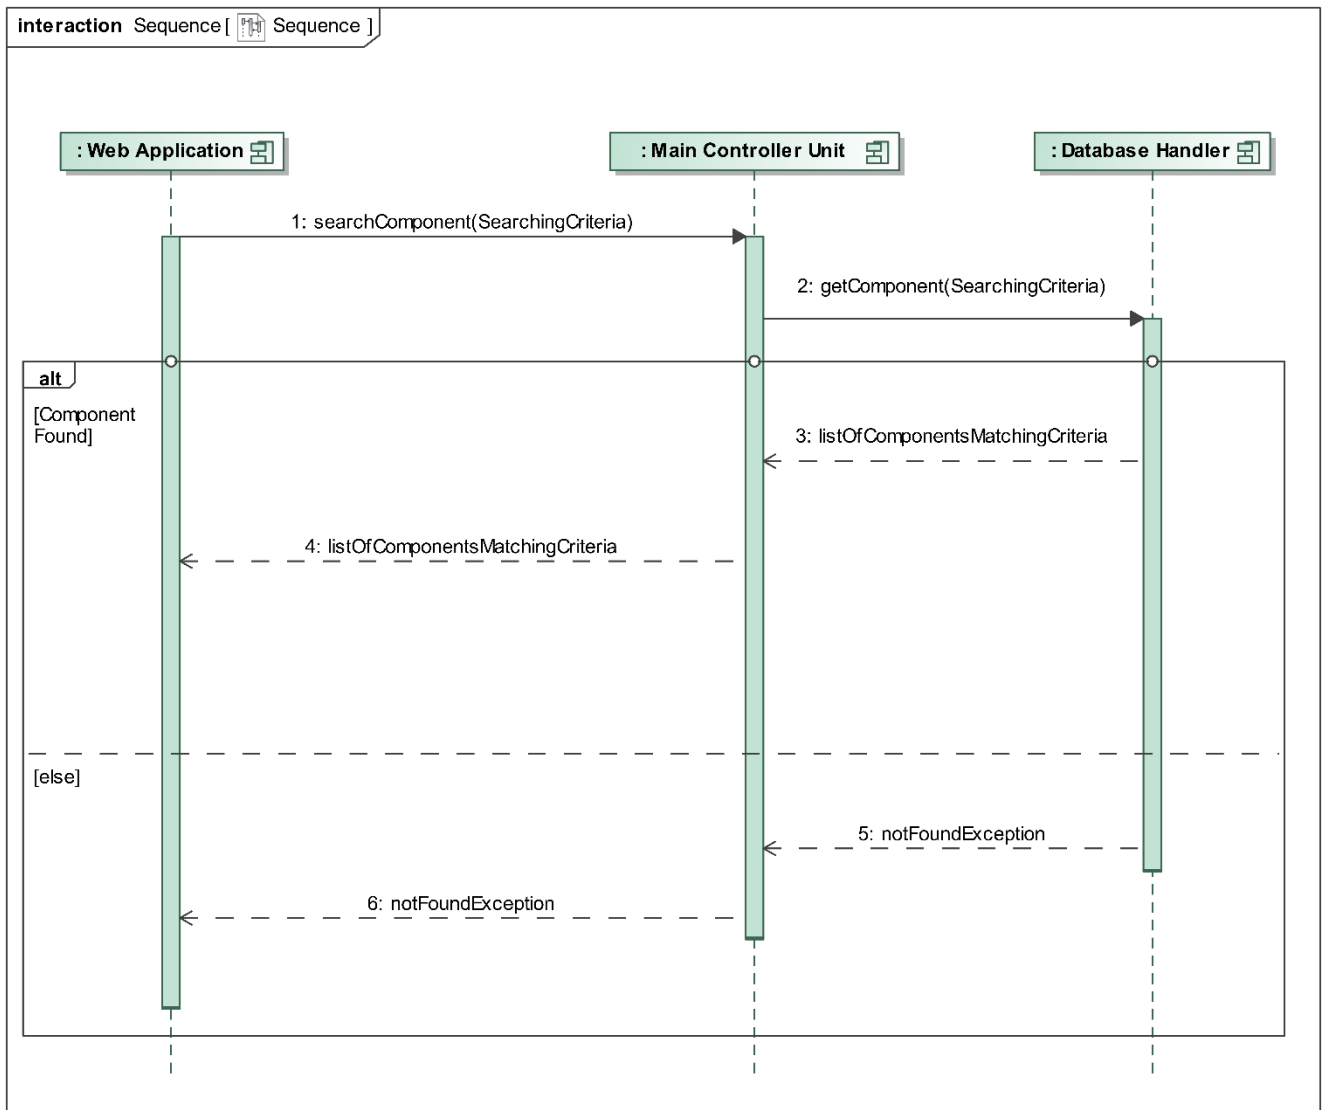 interaction Sequence [ Sequence ]
: Web Application
: Main Controller Unit
: Database Handler
1: searchComponent(SearchingCriteria)
2: getComponent(SearchingCriteria)
alt
[Component
Found]
3: listOfComponentsMatchingCriteria
4: listOfComponentsMatchingCriteria
[else]
5: notFoundException
6: notFoundException